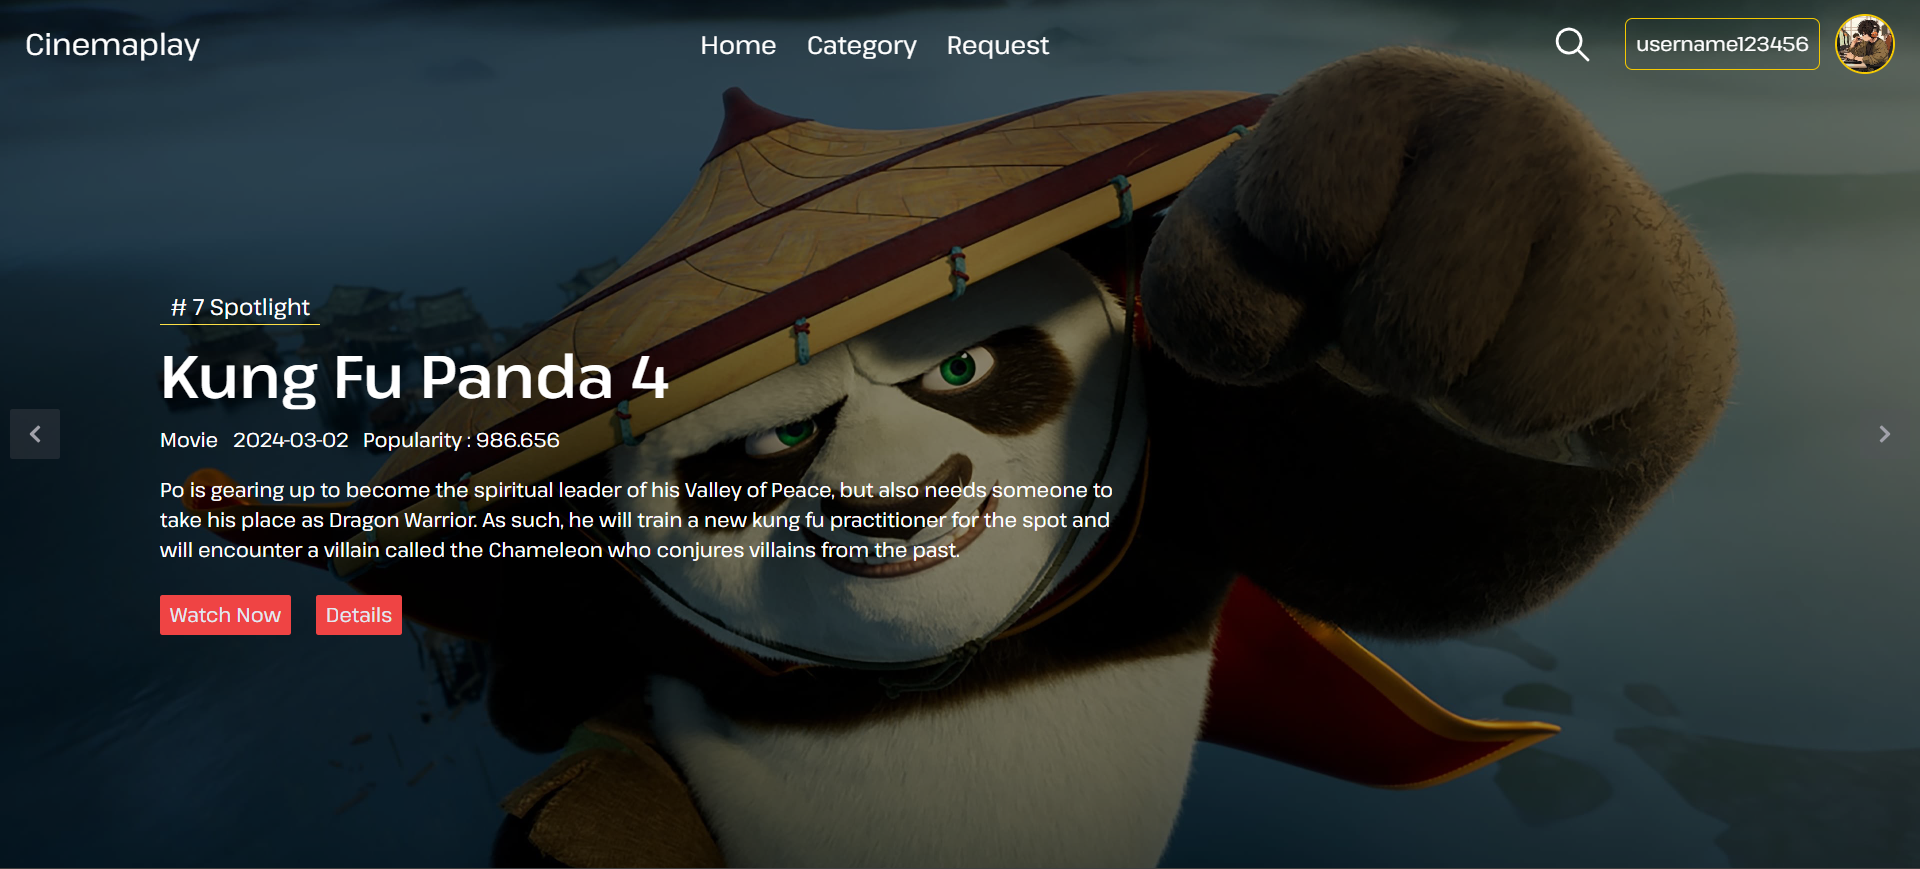 Cinemaplay
Home Category Request
username123456
# 7 Spotlight
Kung Fu Panda 4
Movie 2024-03-02 Popularity : 986.656
Po is gearing up to become the spiritual leader of his Valley of Peace, but also needs someone to
take his place as Dragon Warrior. As such, he will train a new kung fu practitioner for the spot and
will encounter a villain called the Chameleon who conjures villains from the past.
Watch Now Details